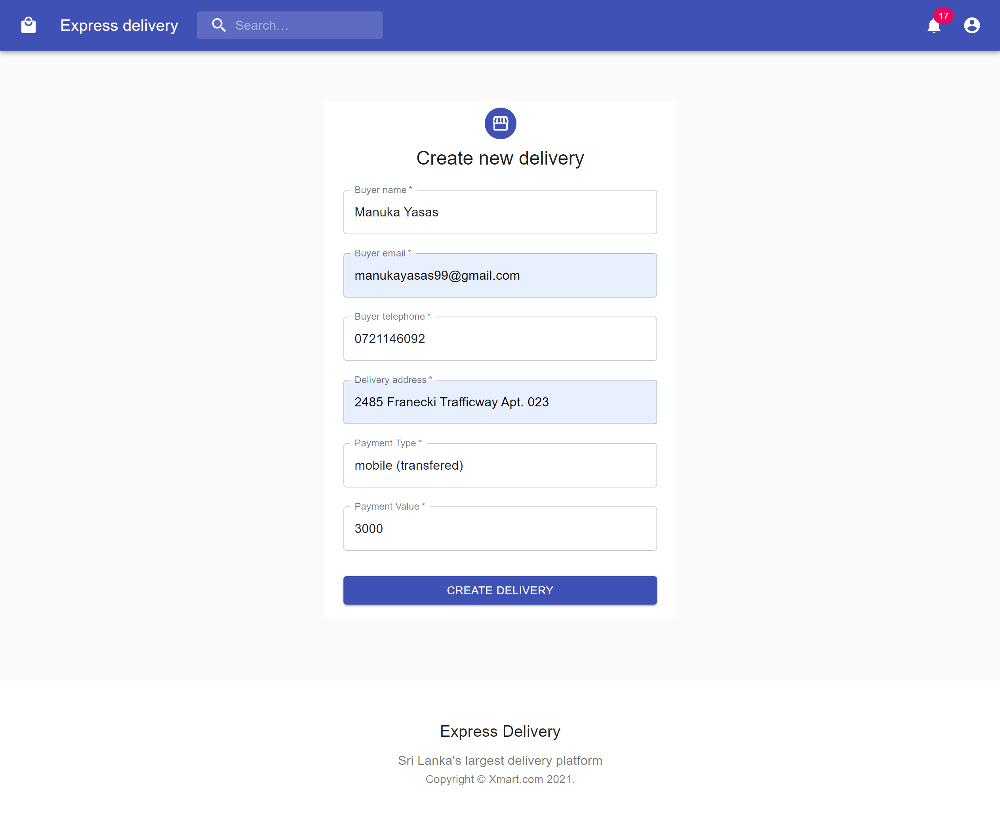 Express delivery
Search...
17
Create new delivery
Buyer name *
Manuka Yasas
Buyer email *
manukayasas99@gmail.com
Buyer telephone *
0721146092
Delivery address *
2485 Franecki Trafficway Apt. 023
Payment Type *
mobile (transfered)
Payment Value *
3000
CREATE DELIVERY
Express Delivery
Sri Lanka's largest delivery platform
Copyright © Xmart.com 2021.